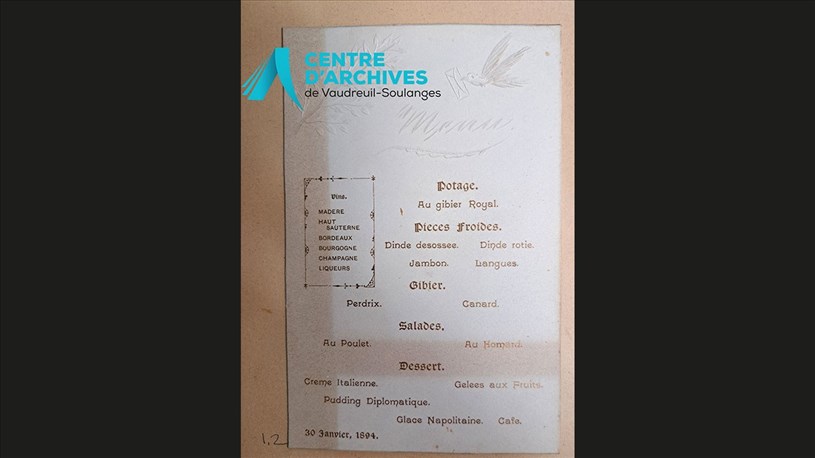 CENTRE
D'ARCHIVES
de Vaudreuil-Soulanges
Menu.
Vins.
MADERE
HAUT
SAUTERNE
BORDEAUX
BOURGOGNE
CHAMPAGNE
LIQUEURS
Potage.
Au gibier Royal.
Pieces Froides.
Dinde desossee. Dinde rotie.
Jambon. Langues.
Gibier.
Perdrix. Canard.
Salades.
Au Poulet. Au Homard.
Dessert.
Creme Italienne. Gelees aux Fruits.
Pudding Diplomatique.
Glace Napolitaine. Cafe.
30 Janvier, 1894.
1.2